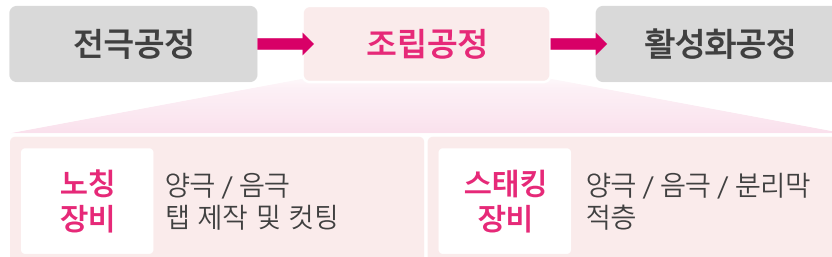 전극공정
조립공정
활성화공정
노칭
장비
양극 / 음극
탭 제작 및 컷팅
스태킹
장비
양극 / 음극 / 분리막
적층